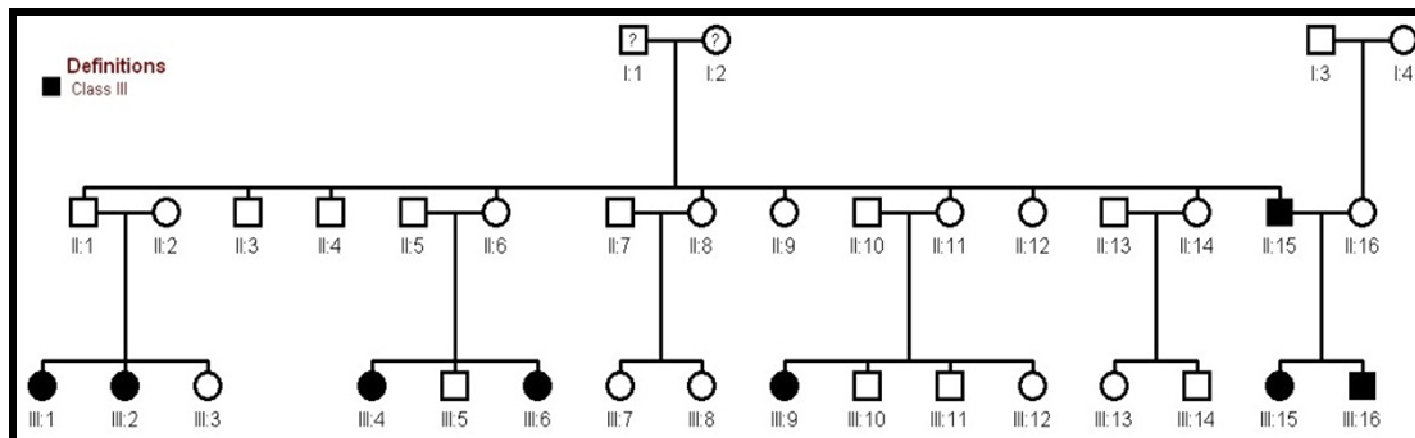 ? ?
I:1 I:2 I:3 I:4
Definitions
Class III
II:1 II:2 II:3 II:4 II:5 II:6 II:7 II:8 II:9 II:10 II:11 II:12 II:13 II:14 II:15 II:16
III:1 III:2 III:3 III:4 III:5 III:6 III:7 III:8 III:9 III:10 III:11 III:12 III:13 III:14 III:15 III:16